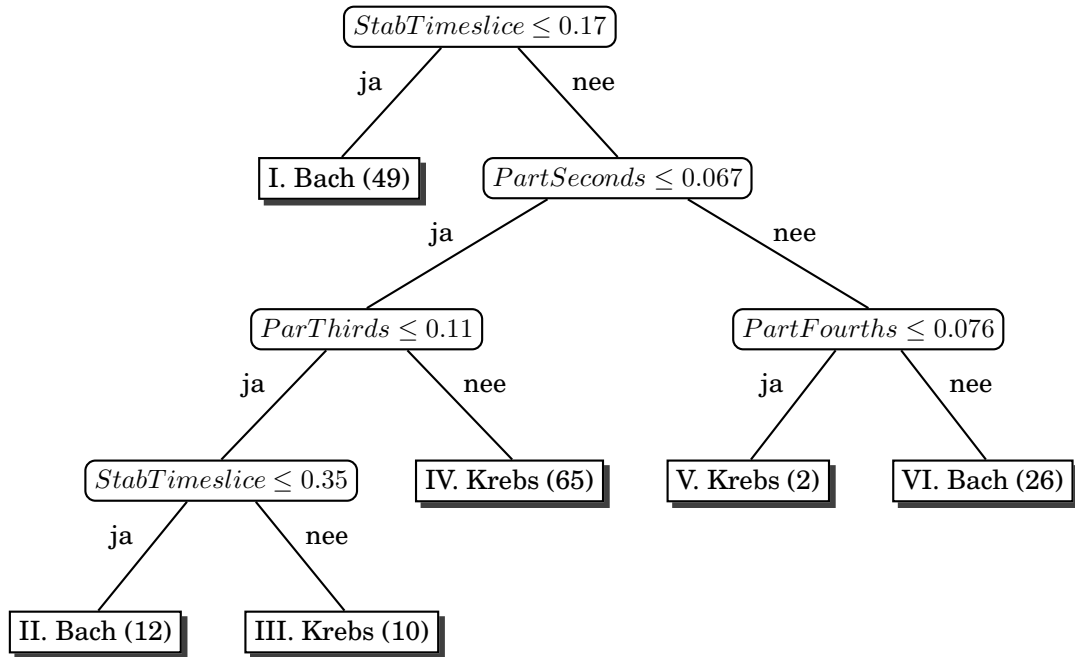 StabTimeslice ≤ 0.17
ja
nee
I. Bach (49)
PartSeconds ≤ 0.067
ja
nee
ParThirds ≤ 0.11
PartFourths ≤ 0.076
ja
nee
ja
nee
StabTimeslice ≤ 0.35
IV. Krebs (65)
V. Krebs (2)
VI. Bach (26)
ja
nee
II. Bach (12)
III. Krebs (10)